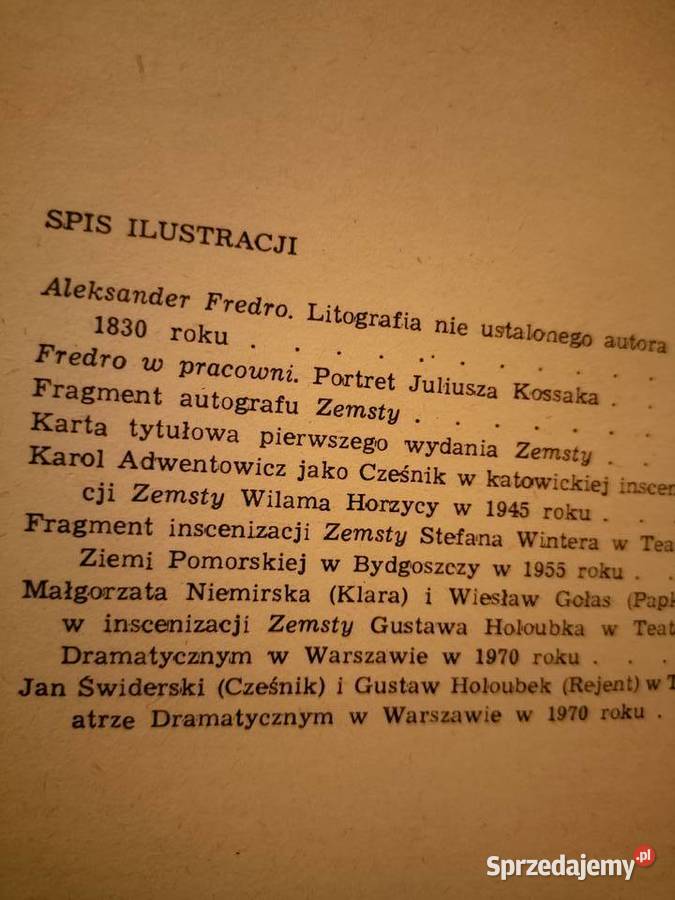 SPIS ILUSTRACJI
Aleksander Fredro. Litografia nie ustalonego autora
1830 roku . . . . . . . . . .
Fredro w pracowni. Portret Juliusza Kossaka . .
Fragment autografu Zemsty . . . . . . .
Karta tytułowa pierwszego wydania Zemsty . .
Karol Adwentowicz jako Cześnik w katowickiej inscen
cji Zemsty Wilama Horzycy w 1945 roku . . .
Fragment inscenizacji Zemsty Stefana Wintera w Tea
Ziemi Pomorskiej w Bydgoszczy w 1955 roku . .
Małgorzata Niemirska (Klara) i Wiesław Gołas (Papk
w inscenizacji Zemsty Gustawa Holoubka w Teat
Dramatycznym w Warszawie w 1970 roku . . .
Jan Świderski (Cześnik) i Gustaw Holoubek (Rejent) w T
atrze Dramatycznym w Warszawie w 1970 roku .
Sprzedajemy.pl